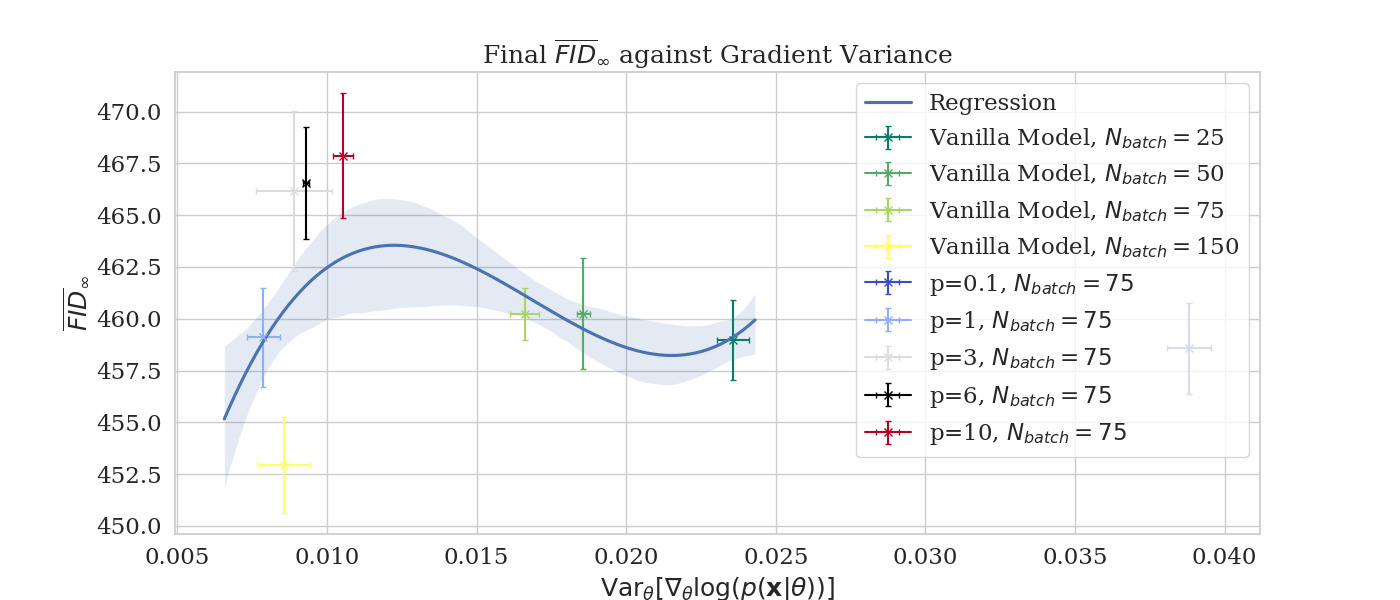 Final $\overline{FID}_\infty$ against Gradient Variance
470.0
467.5
465.0
462.5
460.0
457.5
455.0
452.5
450.0
$\overline{FID}_\infty$
Regression
Vanilla Model, $N_{batch} = 25$
Vanilla Model, $N_{batch} = 50$
Vanilla Model, $N_{batch} = 75$
Vanilla Model, $N_{batch} = 150$
p=0.1, $N_{batch} = 75$
p=1, $N_{batch} = 75$
p=3, $N_{batch} = 75$
p=6, $N_{batch} = 75$
p=10, $N_{batch} = 75$
0.005 0.010 0.015 0.020 0.025 0.030 0.035 0.040
$\mathrm{Var}_\theta[\nabla_\theta \log(p(\mathbf{x}|\theta))]$